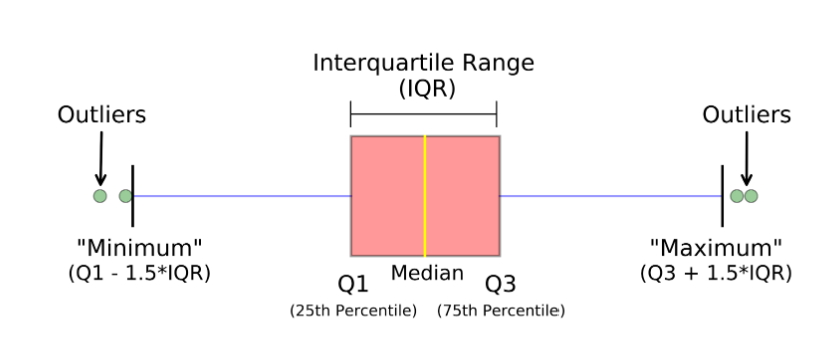 Interquartile Range
(IQR)
Outliers
Outliers
"Minimum"
(Q1 - 1.5*IQR)
"Maximum"
(Q3 + 1.5*IQR)
Q1
Median
Q3
(25th Percentile)
(75th Percentile)